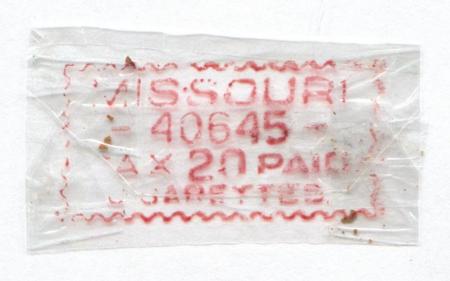 MISSOURI
- 40645 -
TAX 20 PAID
CIGARETTES